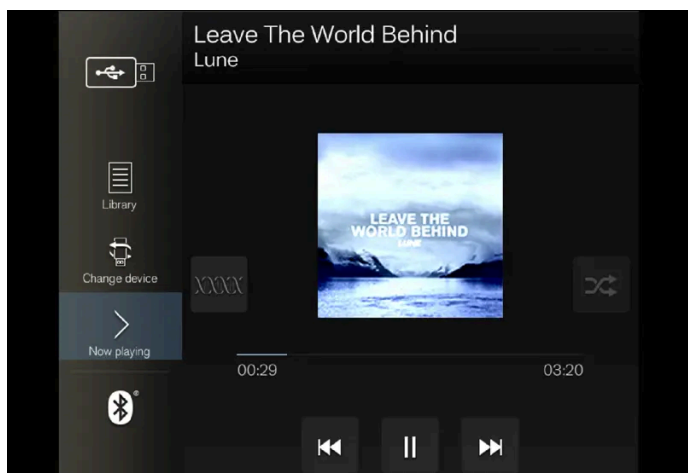 Leave The World Behind
Lune
Library
Change device
Now playing
LEAVE THE
WORLD BEHIND
LUNE
00:29
03:20